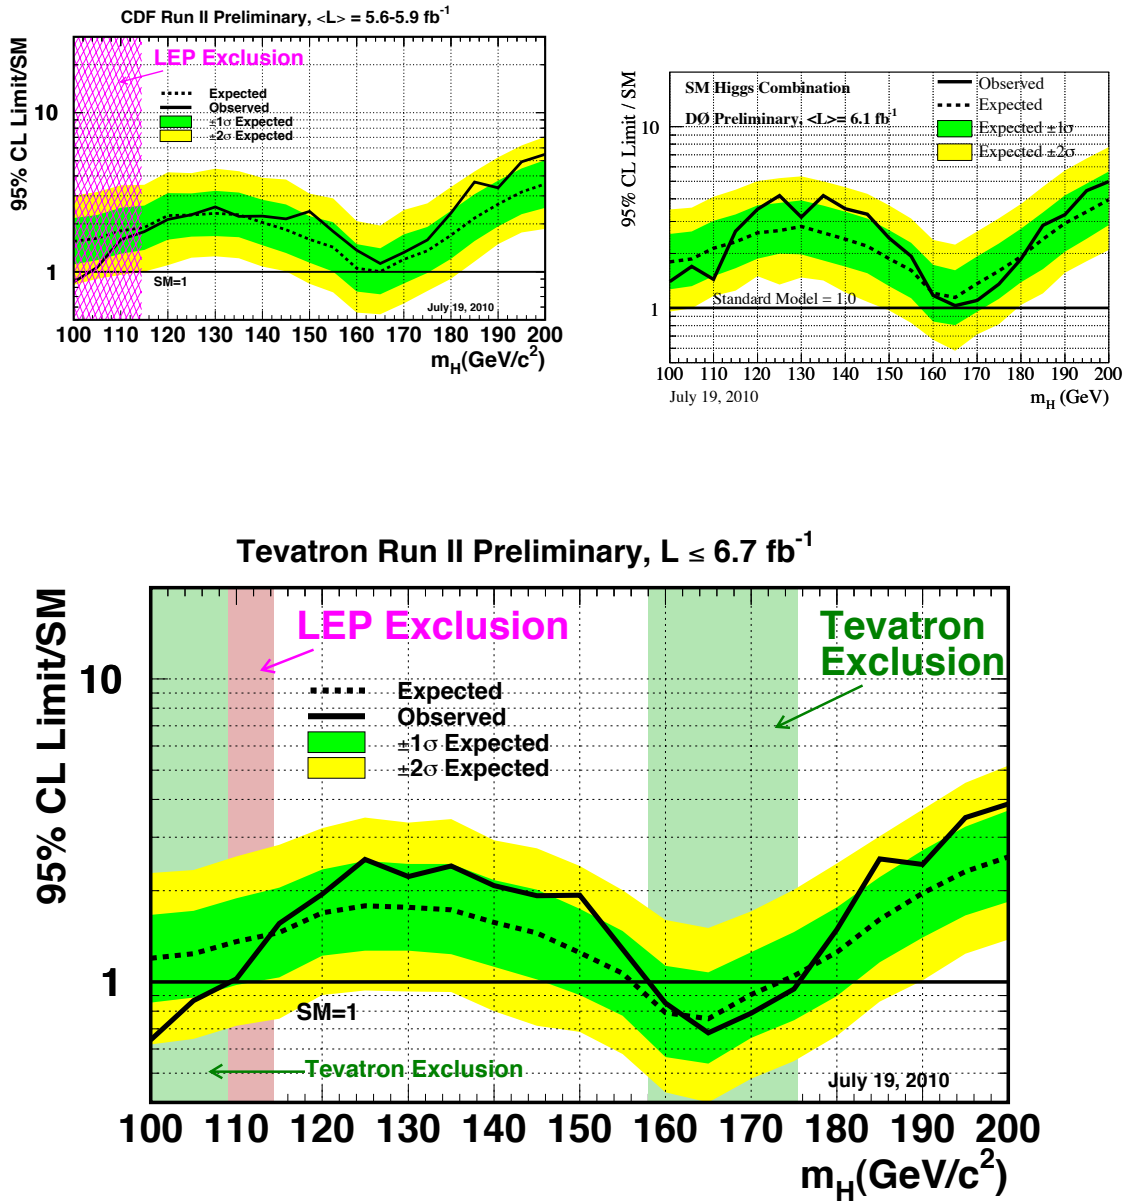 CDF Run II Preliminary, <L> = 5.6-5.9 fb-1
95% CL Limit/SM
LEP Exclusion
Expected
Observed
±1σ Expected
±2σ Expected
10
1
SM=1
July 19, 2010
100 110 120 130 140 150 160 170 180 190 200
mH(GeV/c2)
95% CL Limit / SM
SM Higgs Combination
DØ Preliminary, <L>= 6.1 fb-1
Observed
Expected
Expected ±1σ
Expected ±2σ
10
1
Standard Model = 1.0
100 110 120 130 140 150 160 170 180 190 200
July 19, 2010
mH (GeV)
Tevatron Run II Preliminary, L ≤ 6.7 fb-1
95% CL Limit/SM
LEP Exclusion
Tevatron
Exclusion
Expected
Observed
±1σ Expected
±2σ Expected
10
1
SM=1
Tevatron Exclusion
July 19, 2010
100 110 120 130 140 150 160 170 180 190 200
mH(GeV/c2)